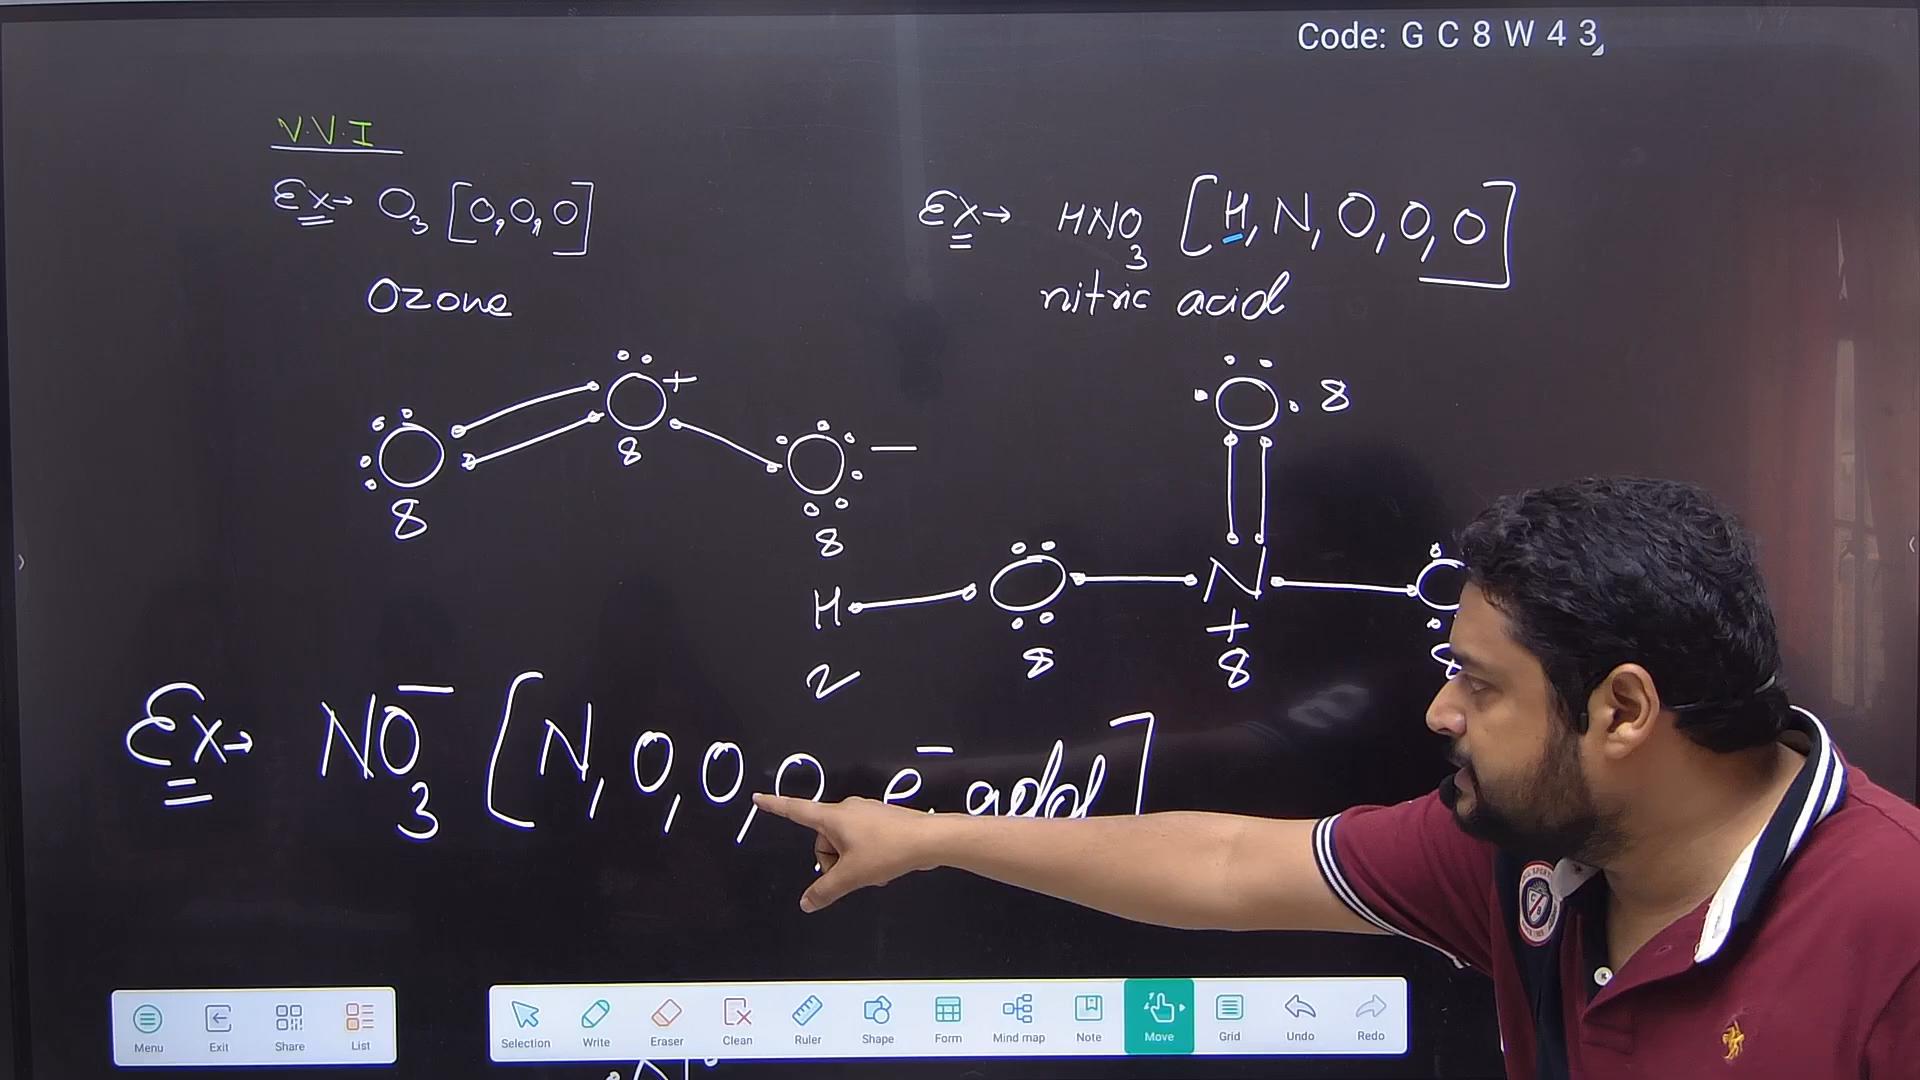 Code: G C 8 W 4 3
V.V.I
Ex→ O3 [O,O,O]
Ozone
Ex→ HNO3 [H,N,O,O,O]
nitric acid
O + 8
O 8
O − 8
O 8
H O N O
+
2 8 8
Ex→ NO3− [N,O,O,O, e− add]
Menu Exit Share List
Selection Write Eraser Clean Ruler Shape Form Mind map Note Move Grid Undo Redo